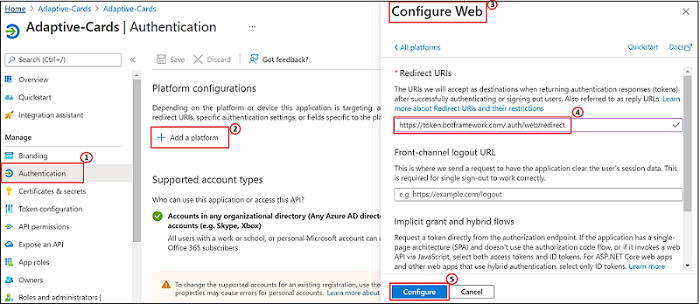 Home > Adaptive-Cards > Adaptive-Cards
Adaptive-Cards | Authentication ...
Search (Ctrl+/)
Overview
Quickstart
Integration assistant
Manage
Branding
1
Authentication
Certificates & secrets
Token configuration
API permissions
Expose an API
App roles
Owners
Roles and administrators |
Save
Discard
Got feedback?
Platform configurations
Depending on the platform or device this application is targeting, a
redirect URIs, specific authentication settings, or fields specific to the pl
2
Add a platform
Supported account types
Who can use this application or access this API?
Accounts in any organizational directory (Any Azure AD direct
accounts (e.g. Skype, Xbox)
All users with a work or school, or personal Microsoft account can u
Office 365 subscribers.
To change the supported accounts for an existing registration, use the
properties may cause errors for personal accounts. Learn more about
Configure Web
3
All platforms
Quickstart
Docs
* Redirect URIs
The URIs we will accept as destinations when returning authentication responses (tokens)
after successfully authenticating or signing out users. Also referred to as reply URLs. Learn
more about Redirect URIs and their restrictions
4
https://token.botframework.com/.auth/web/redirect
Front-channel logout URL
This is where we send a request to have the application clear the user's session data. This
is required for single sign-out to work correctly.
e.g. https://example.com/logout
Implicit grant and hybrid flows
Request a token directly from the authorization endpoint. If the application has a single-
page architecture (SPA) and doesn't use the authorization code flow, or if it invokes a web
API via JavaScript, select both access tokens and ID tokens. For ASP.NET Core web apps
and other web apps that use hybrid authentication, select only ID tokens. Learn
5
Configure
Cancel